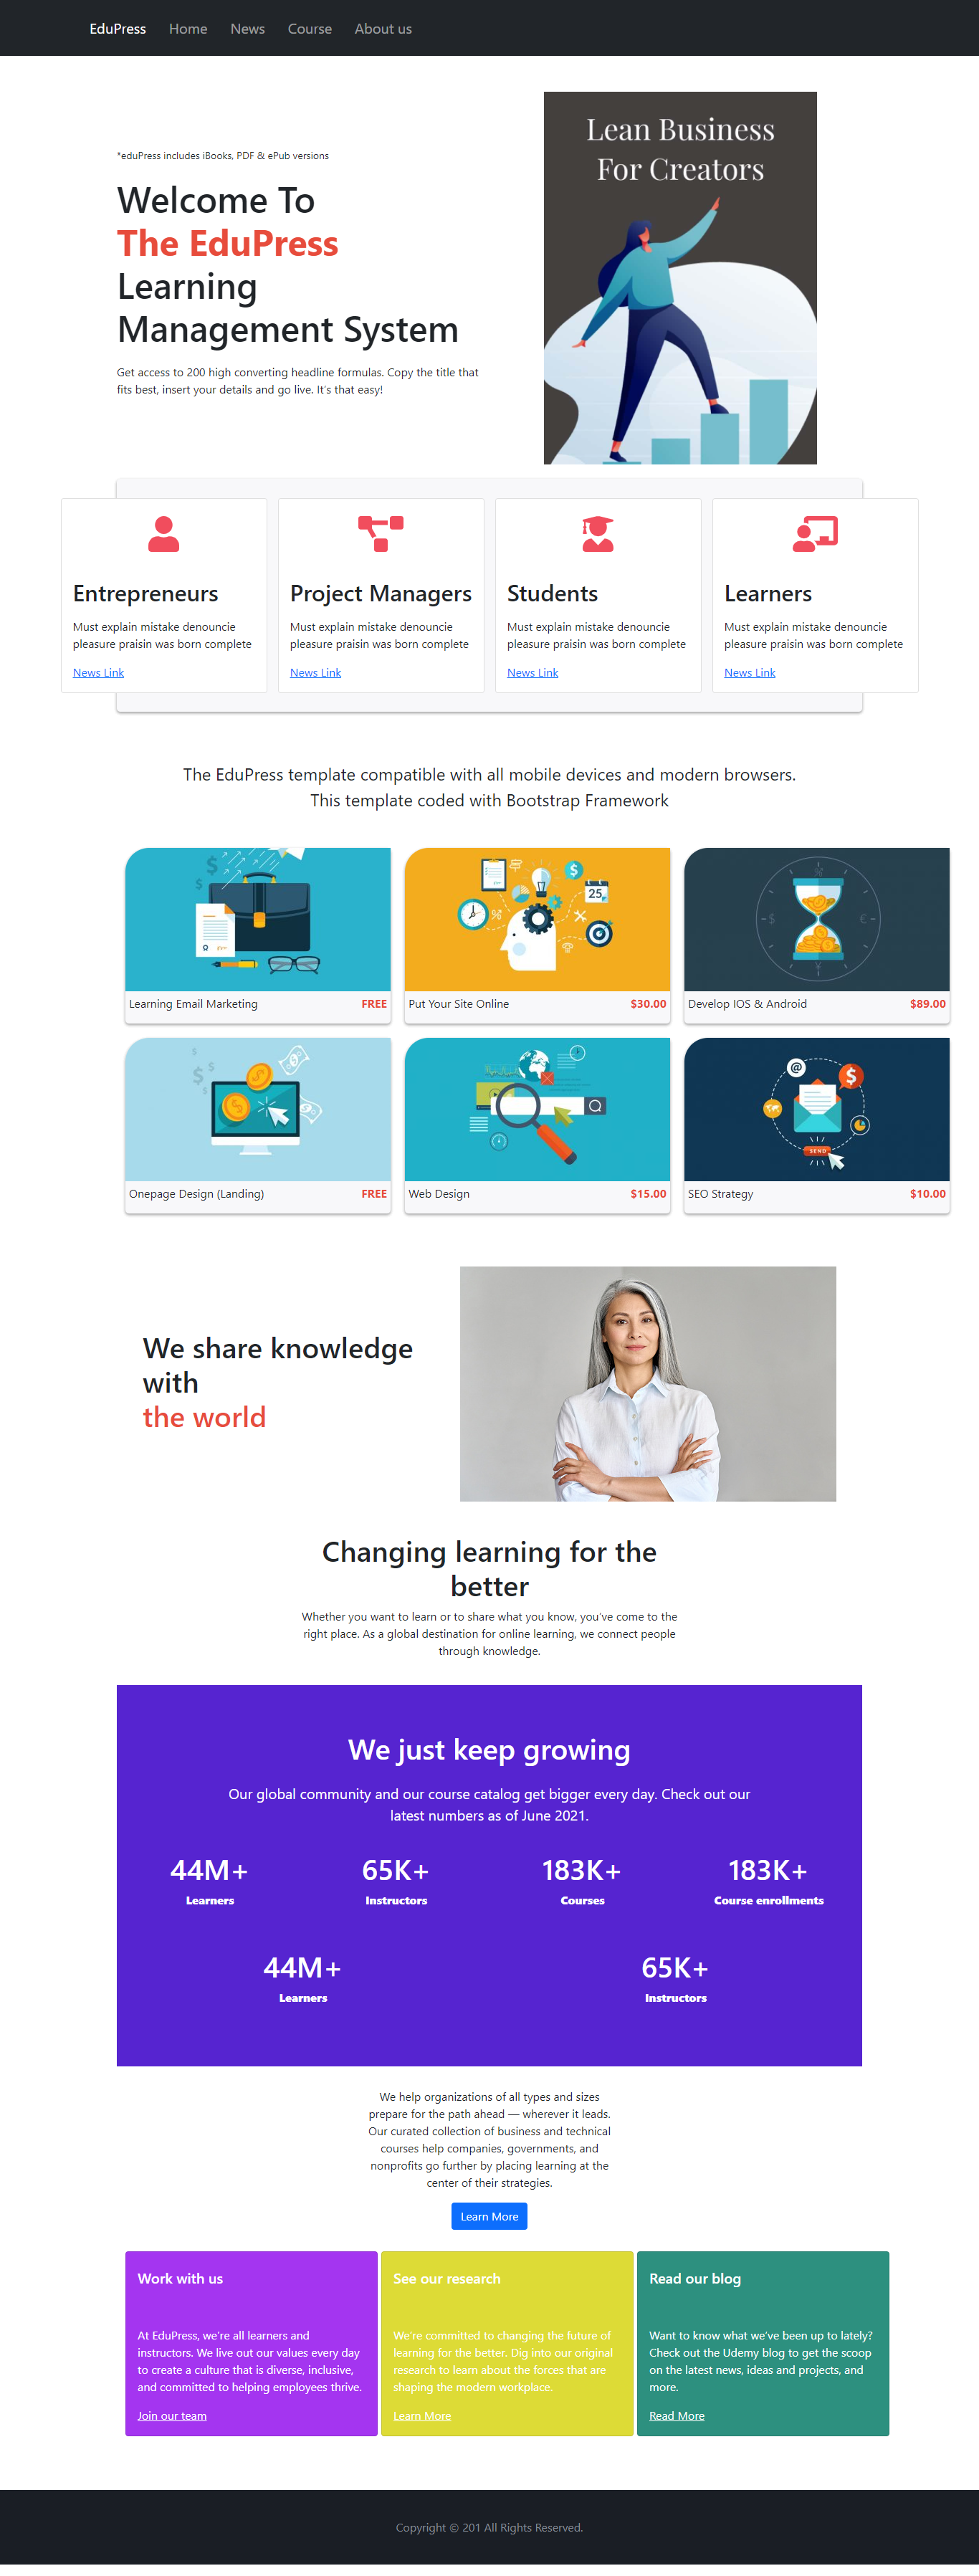 EduPress Home News Course About us
*eduPress includes iBooks, PDF & ePub versions
Welcome To
The EduPress
Learning
Management System
Get access to 200 high converting headline formulas. Copy the title that
fits best, insert your details and go live. It's that easy!
Lean Business
For Creators
Entrepreneurs
Must explain mistake denouncie
pleasure praisin was born complete
News Link
Project Managers
Must explain mistake denouncie
pleasure praisin was born complete
News Link
Students
Must explain mistake denouncie
pleasure praisin was born complete
News Link
Learners
Must explain mistake denouncie
pleasure praisin was born complete
News Link
The EduPress template compatible with all mobile devices and modern browsers.
This template coded with Bootstrap Framework
25
Learning Email Marketing FREE
Put Your Site Online $30.00
Develop IOS & Android $89.00
SEND
Onepage Design (Landing) FREE
Web Design $15.00
SEO Strategy $10.00
We share knowledge
with
the world
Changing learning for the
better
Whether you want to learn or to share what you know, you've come to the
right place. As a global destination for online learning, we connect people
through knowledge.
We just keep growing
Our global community and our course catalog get bigger every day. Check out our
latest numbers as of June 2021.
44M+
Learners
65K+
Instructors
183K+
Courses
183K+
Course enrollments
44M+
Learners
65K+
Instructors
We help organizations of all types and sizes
prepare for the path ahead — wherever it leads.
Our curated collection of business and technical
courses help companies, governments, and
nonprofits go further by placing learning at the
center of their strategies.
Learn More
Work with us
At EduPress, we're all learners and
instructors. We live out our values every day
to create a culture that is diverse, inclusive,
and committed to helping employees thrive.
Join our team
See our research
We're committed to changing the future of
learning for the better. Dig into our original
research to learn about the forces that are
shaping the modern workplace.
Learn More
Read our blog
Want to know what we've been up to lately?
Check out the Udemy blog to get the scoop
on the latest news, ideas and projects, and
more.
Read More
Copyright © 201 All Rights Reserved.